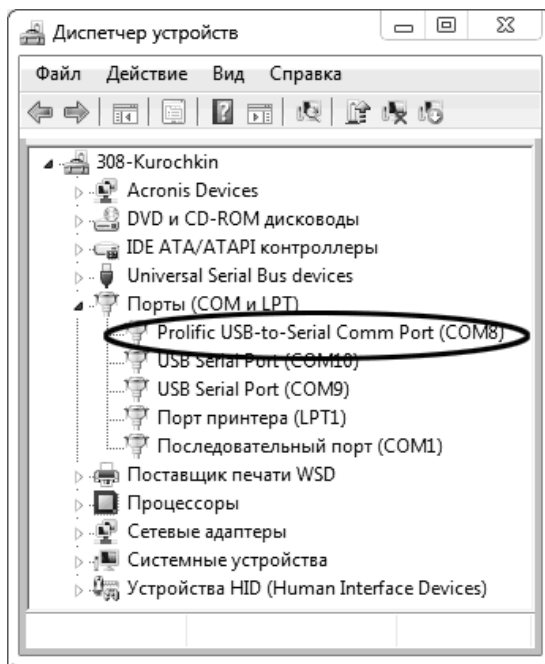 Диспетчер устройств
Файл Действие Вид Справка
308-Kurochkin
Acronis Devices
DVD и CD-ROM дисководы
IDE ATA/ATAPI контроллеры
Universal Serial Bus devices
Порты (COM и LPT)
Prolific USB-to-Serial Comm Port (COM8)
USB Serial Port (COM10)
USB Serial Port (COM9)
Порт принтера (LPT1)
Последовательный порт (COM1)
Поставщик печати WSD
Процессоры
Сетевые адаптеры
Системные устройства
Устройства HID (Human Interface Devices)